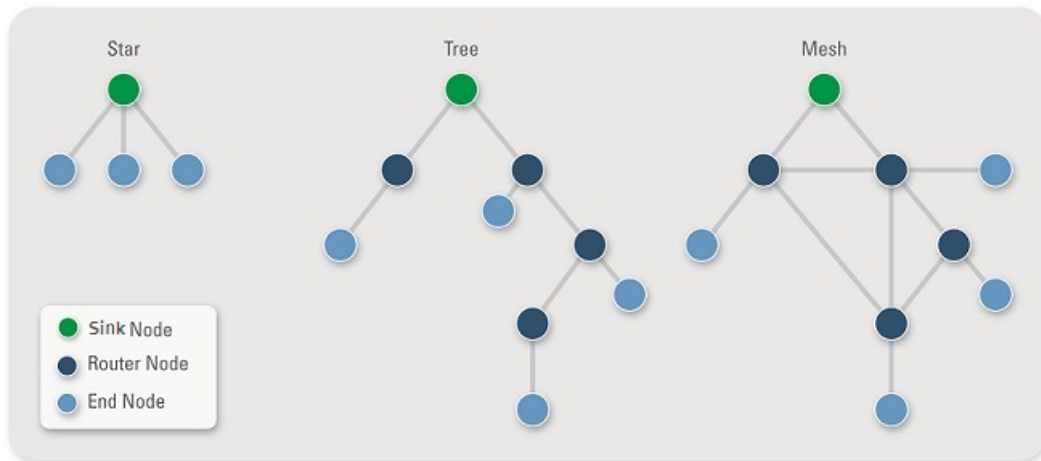 Star
Tree
Mesh
Sink Node
Router Node
End Node